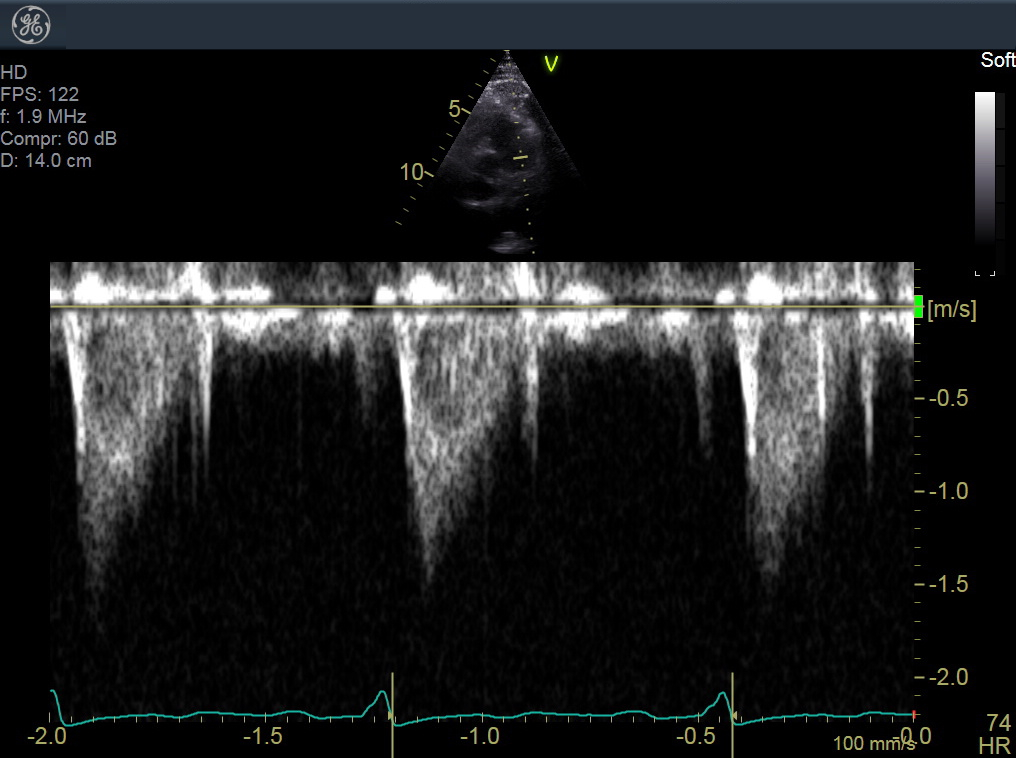 HD
FPS: 122
f: 1.9 MHz
Compr: 60 dB
D: 14.0 cm
V
Soft
5
10
[m/s]
-0.5
-1.0
-1.5
-2.0
-2.0 -1.5 -1.0 -0.5 0.0
100 mm/s
74
HR